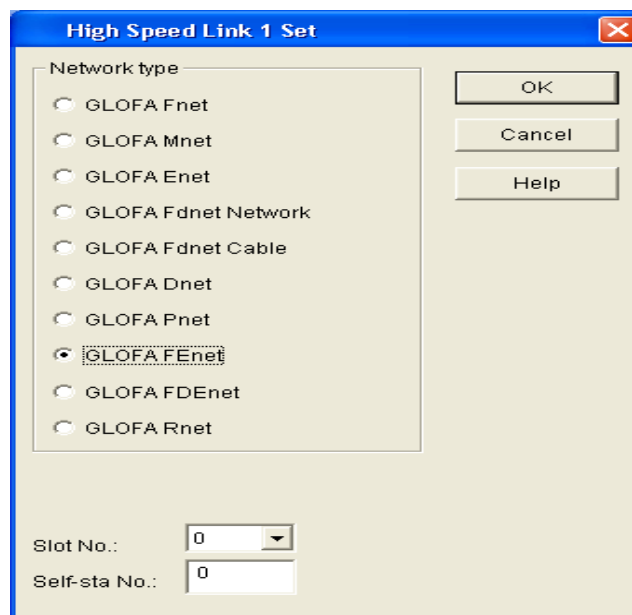 High Speed Link 1 Set
Network type
GLOFA Fnet
GLOFA Mnet
GLOFA Enet
GLOFA Fdnet Network
GLOFA Fdnet Cable
GLOFA Dnet
GLOFA Pnet
GLOFA FEnet
GLOFA FDEnet
GLOFA Rnet
OK
Cancel
Help
Slot No.: 0
Self-sta No.: 0